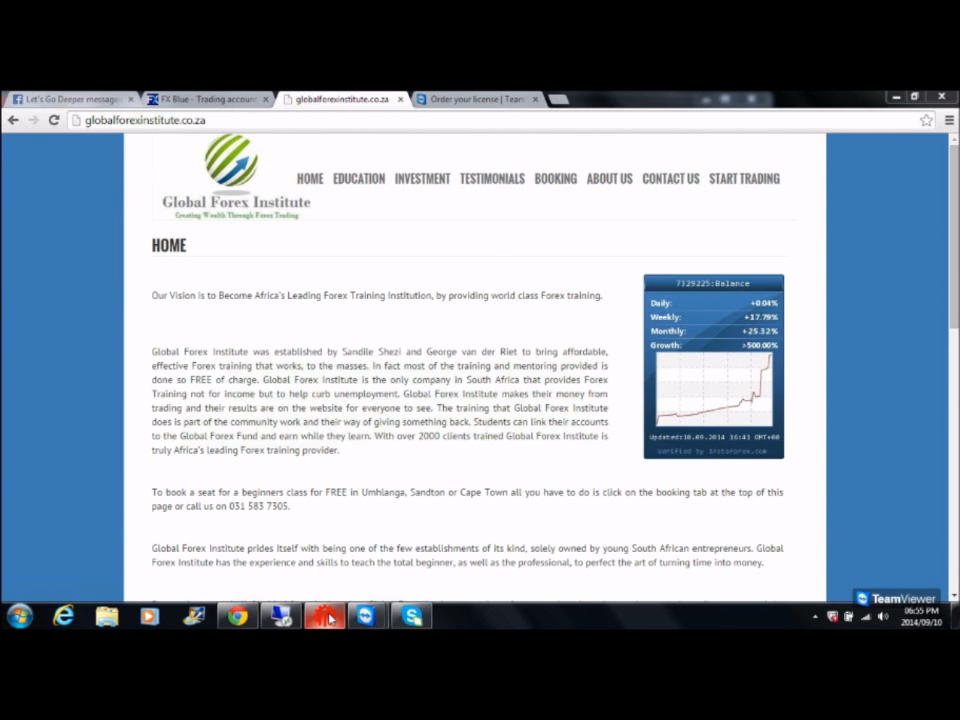 Let's Go Deeper message
FX Blue - Trading account
globalforexinstitute.co.za
Order your license | Team
globalforexinstitute.co.za
HOME EDUCATION INVESTMENT TESTIMONIALS BOOKING ABOUT US CONTACT US START TRADING
Global Forex Institute
Creating Wealth Through Forex Trading
HOME
Our Vision is to Become Africa's Leading Forex Training Institution, by providing world class Forex training.
Global Forex Institute was established by Sandile Shezi and George van der Riet to bring affordable,
effective Forex training that works, to the masses. In fact most of the training and mentoring provided is
done so FREE of charge. Global Forex Institute is the only company in South Africa that provides Forex
Training not for income but to help curb unemployment. Global Forex Institute makes their money from
trading and their results are on the website for everyone to see. The training that Global Forex Institute
does is part of the community work and their way of giving something back. Students can link their accounts
to the Global Forex Fund and earn while they learn. With over 2000 clients trained Global Forex Institute is
truly Africa's leading Forex training provider.
7329225:Balance
Daily: +0.04%
Weekly: +17.79%
Monthly: +25.32%
Growth: >500.00%
Updated:10.09.2014 16:43 GMT+00
verified by instaforex.com
To book a seat for a beginners class for FREE in Umhlanga, Sandton or Cape Town all you have to do is click on the booking tab at the top of this
page or call us on 031 583 7305.
Global Forex Institute prides itself with being one of the few establishments of its kind, solely owned by young South African entrepreneurs. Global
Forex Institute has the experience and skills to teach the total beginner, as well as the professional, to perfect the art of turning time into money.
TeamViewer
06:55 PM
2014/09/10